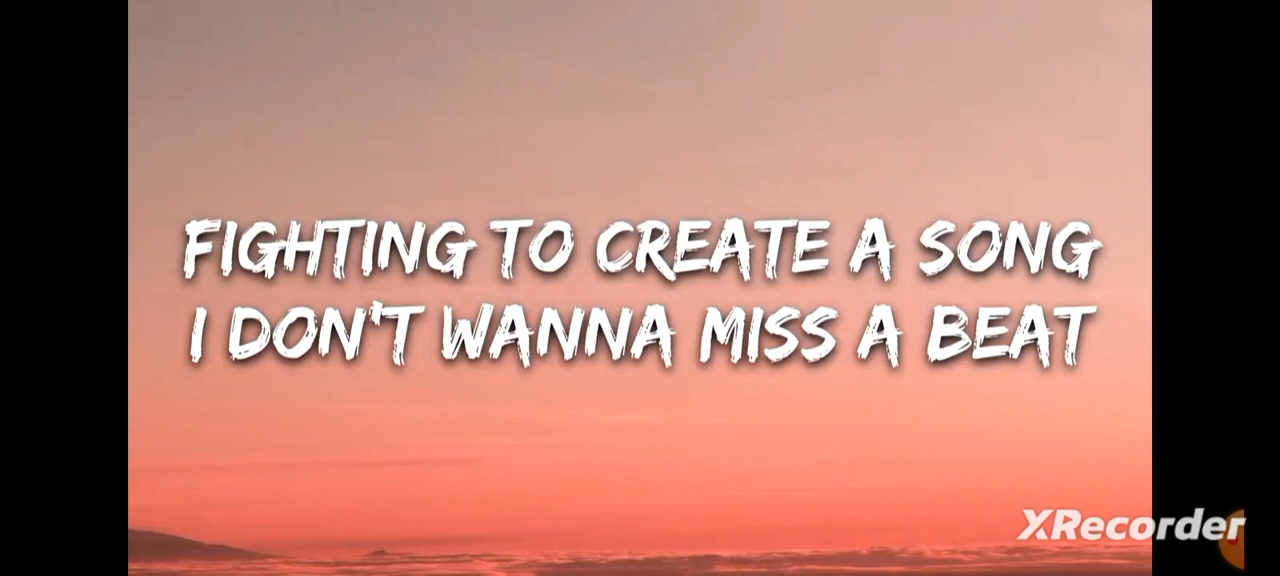 FIGHTING TO CREATE A SONG
I DON'T WANNA MISS A BEAT
XRecorder